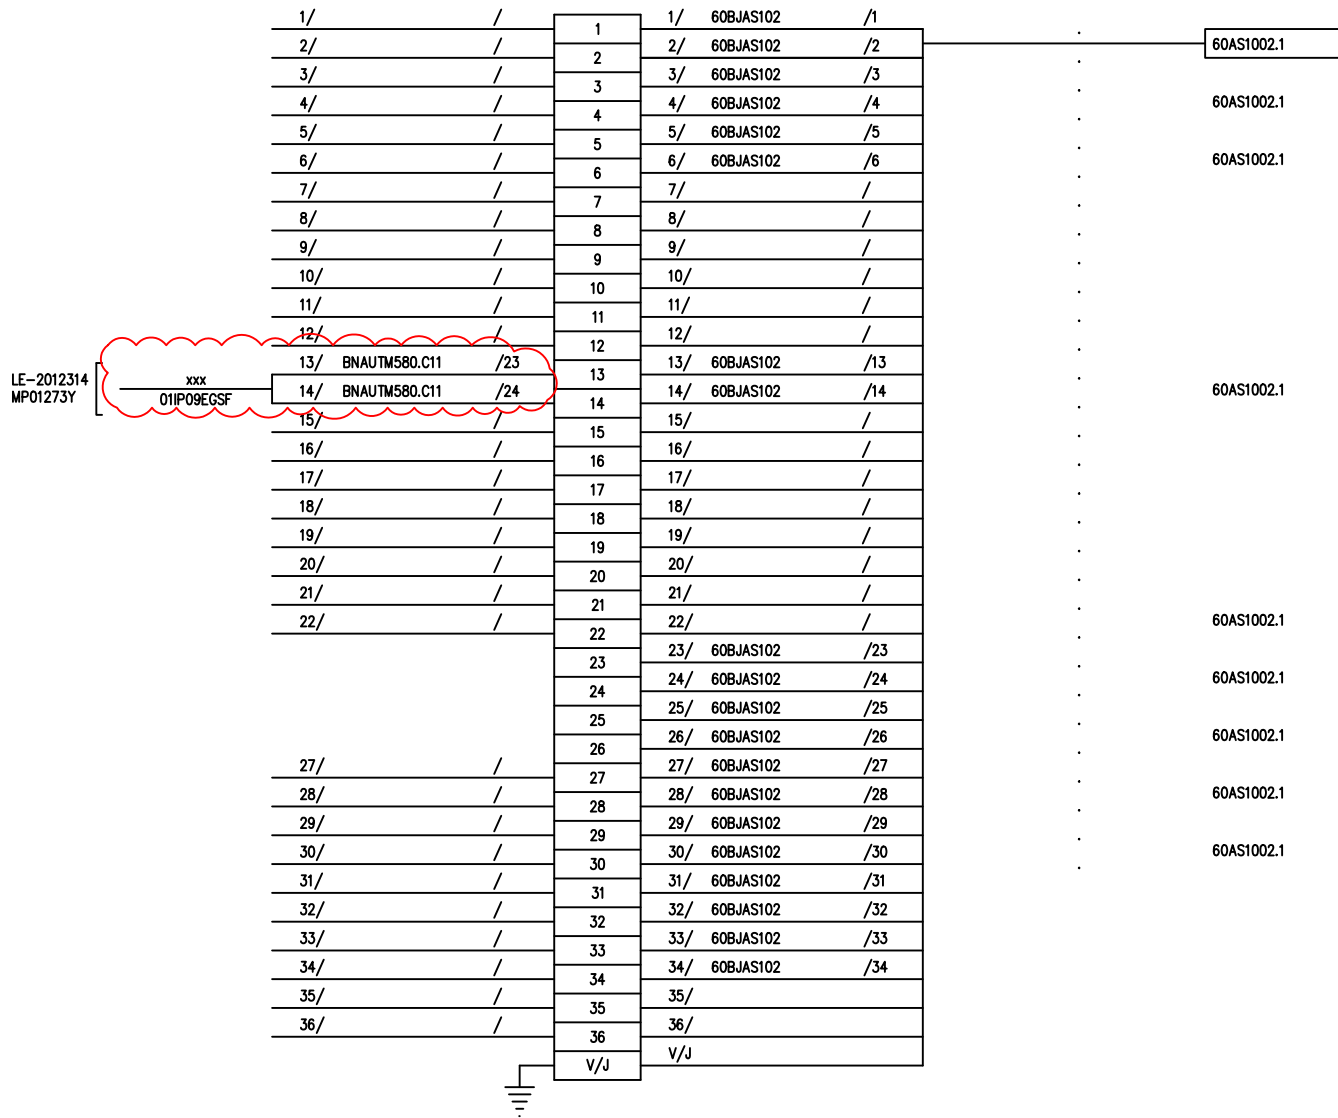 1/ / 1 1/ 60BJAS102 /1
2/ / 2 2/ 60BJAS102 /2 60AS1002.1
3/ / 3 3/ 60BJAS102 /3
4/ / 4 4/ 60BJAS102 /4 60AS1002.1
5/ / 5 5/ 60BJAS102 /5
6/ / 6 6/ 60BJAS102 /6 60AS1002.1
7/ / 7 7/ /
8/ / 8 8/ /
9/ / 9 9/ /
10/ / 10 10/ /
11/ / 11 11/ /
12/ / 12 12/ /
13/ BNAUTM580.C11 /23 13 13/ 60BJAS102 /13
LE-2012314 xxx
14/ BNAUTM580.C11 /24 14 14/ 60BJAS102 /14 60AS1002.1
MP01273Y 01IP09EGSF
15/ / 15 15/ /
16/ / 16 16/ /
17/ / 17 17/ /
18/ / 18 18/ /
19/ / 19 19/ /
20/ / 20 20/ /
21/ / 21 21/ /
22/ / 22 22/ / 60AS1002.1
23 23/ 60BJAS102 /23
24 24/ 60BJAS102 /24 60AS1002.1
25 25/ 60BJAS102 /25
26 26/ 60BJAS102 /26 60AS1002.1
27/ / 27 27/ 60BJAS102 /27
28/ / 28 28/ 60BJAS102 /28 60AS1002.1
29/ / 29 29/ 60BJAS102 /29
30/ / 30 30/ 60BJAS102 /30 60AS1002.1
31/ / 31 31/ 60BJAS102 /31
32/ / 32 32/ 60BJAS102 /32
33/ / 33 33/ 60BJAS102 /33
34/ / 34 34/ 60BJAS102 /34
35/ / 35 35/
36/ / 36 36/
V/J V/J